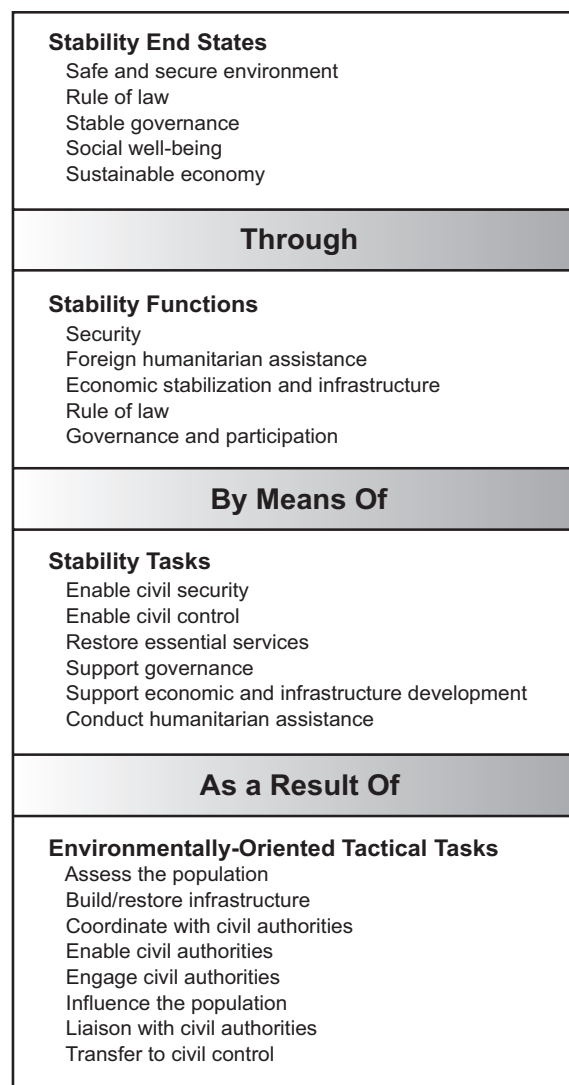 Stability End States
Safe and secure environment
Rule of law
Stable governance
Social well-being
Sustainable economy
Through
Stability Functions
Security
Foreign humanitarian assistance
Economic stabilization and infrastructure
Rule of law
Governance and participation
By Means Of
Stability Tasks
Enable civil security
Enable civil control
Restore essential services
Support governance
Support economic and infrastructure development
Conduct humanitarian assistance
As a Result Of
Environmentally-Oriented Tactical Tasks
Assess the population
Build/restore infrastructure
Coordinate with civil authorities
Enable civil authorities
Engage civil authorities
Influence the population
Liaison with civil authorities
Transfer to civil control